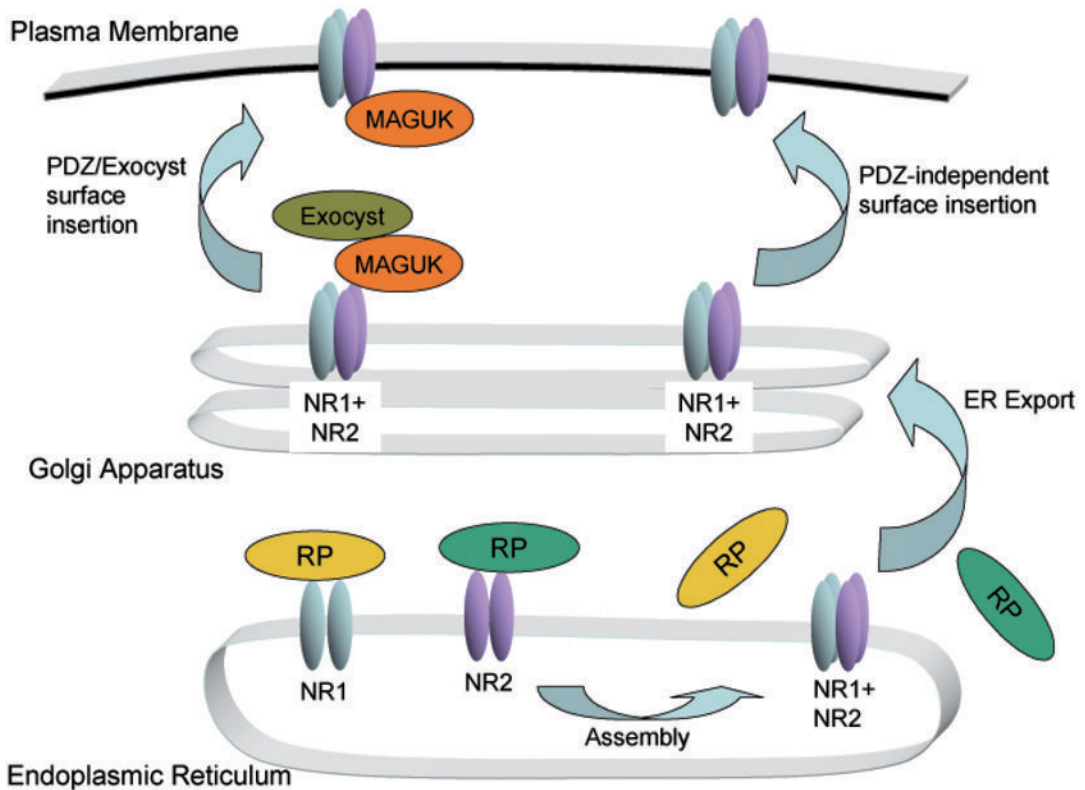 Plasma Membrane
MAGUK
PDZ/Exocyst
surface
insertion
PDZ-independent
surface insertion
Exocyst
MAGUK
NR1+
NR2
NR1+
NR2
ER Export
Golgi Apparatus
RP
RP
RP
RP
NR1
NR2
NR1+
NR2
Assembly
Endoplasmic Reticulum